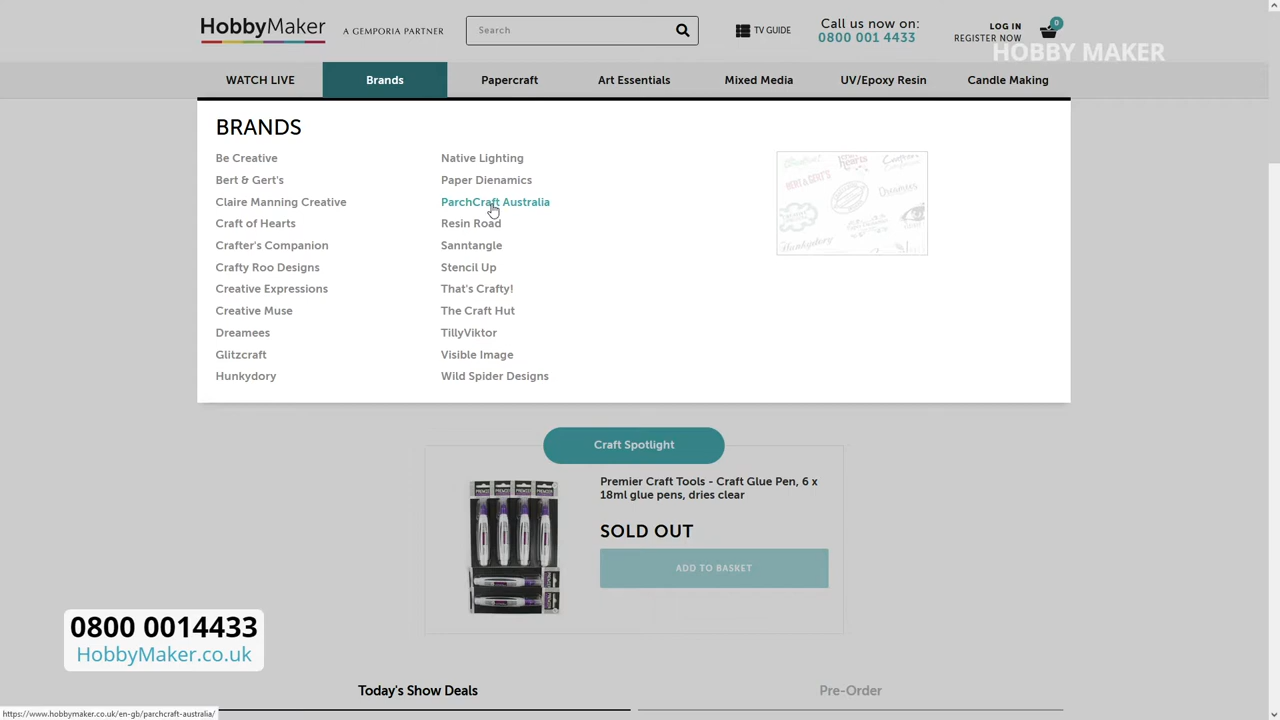 HobbyMaker
A GEMPORIA PARTNER
Search
TV GUIDE
Call us now on:
0800 001 4433
LOG IN
REGISTER NOW
0
HOBBY MAKER
WATCH LIVE
Brands
Papercraft
Art Essentials
Mixed Media
UV/Epoxy Resin
Candle Making
BRANDS
Be Creative
Bert & Gert's
Claire Manning Creative
Craft of Hearts
Crafter's Companion
Crafty Roo Designs
Creative Expressions
Creative Muse
Dreamees
Glitzcraft
Hunkydory
Native Lighting
Paper Dienamics
ParchCraft Australia
Resin Road
Sanntangle
Stencil Up
That's Crafty!
The Craft Hut
TillyViktor
Visible Image
Wild Spider Designs
BERT & GERT'S
Dreamees
Hunkydory
Craft Spotlight
Premier Craft Tools - Craft Glue Pen, 6 x
18ml glue pens, dries clear
SOLD OUT
ADD TO BASKET
0800 0014433
HobbyMaker.co.uk
Today's Show Deals
Pre-Order
https://www.hobbymaker.co.uk/en-gb/parchcraft-australia/